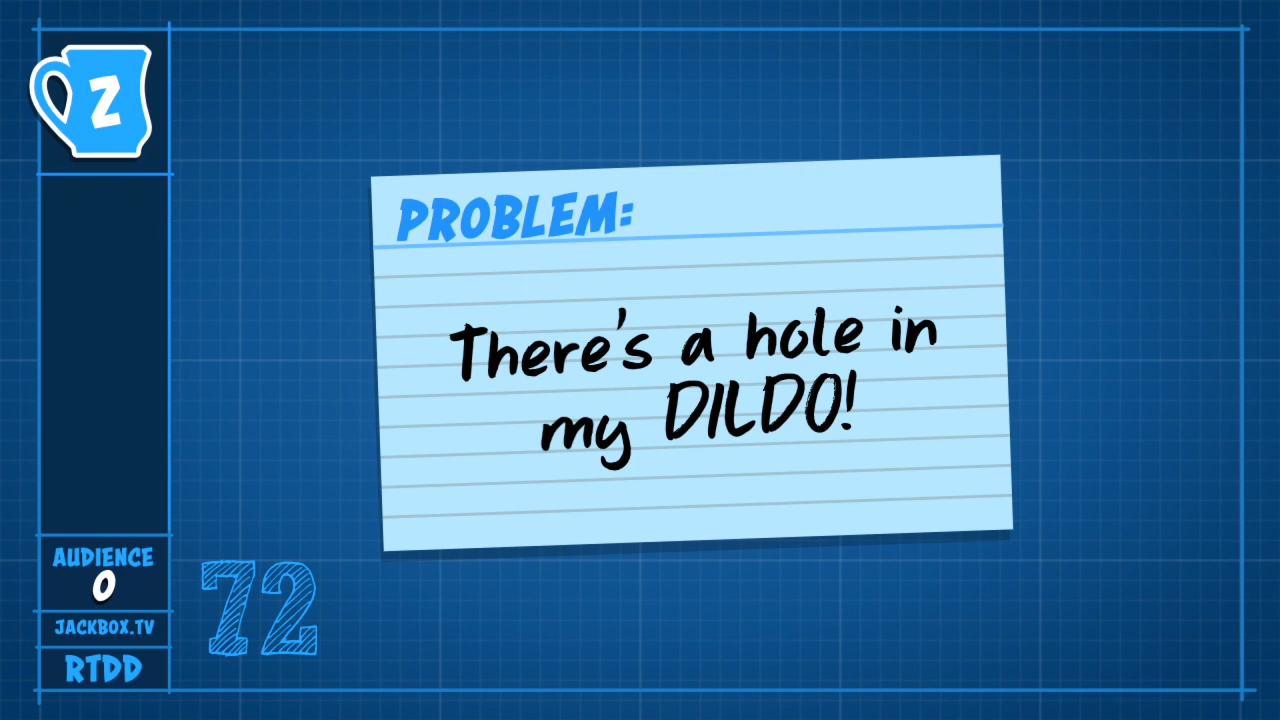 Z
PROBLEM:
There's a hole in
my DILDO!
AUDIENCE
0
JACKBOX.TV
RTDD
72